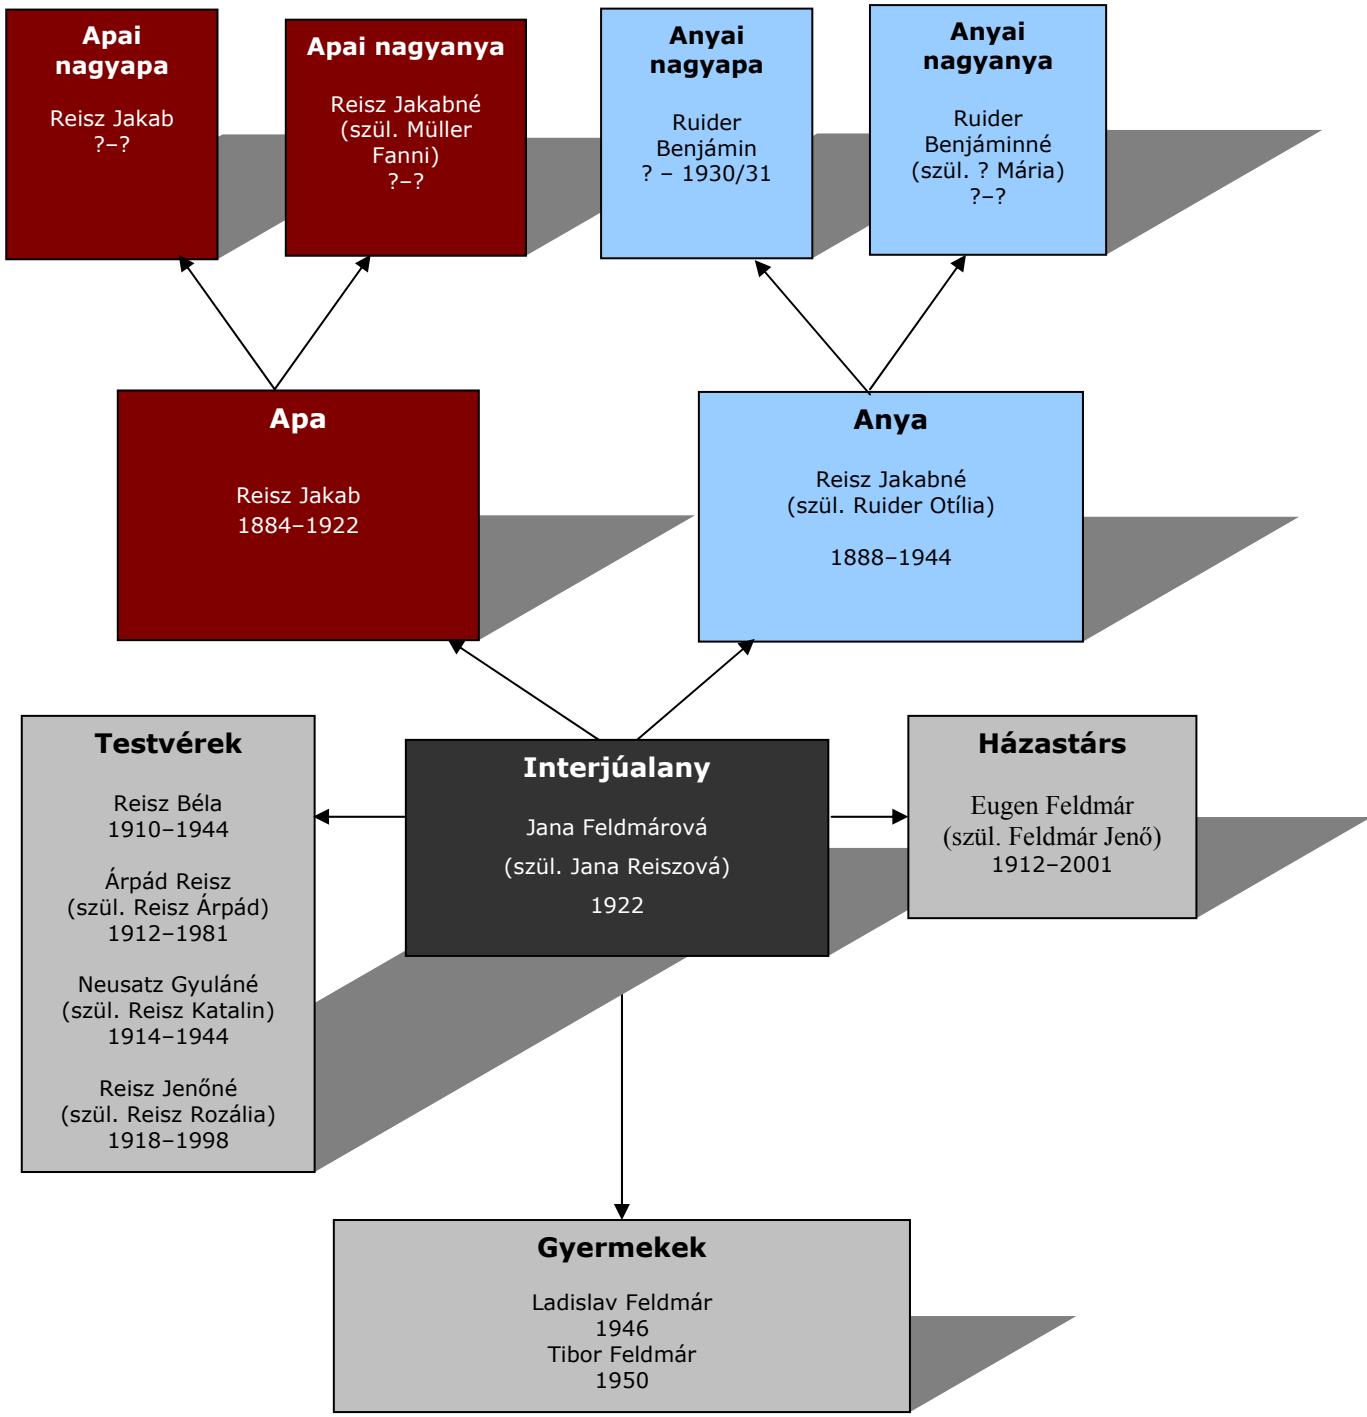 Apai
nagyapa
Reisz Jakab
?–?
Apai nagyanya
Reisz Jakabné
(szül. Müller
Fanni)
?–?
Anyai
nagyapa
Ruider
Benjámin
? – 1930/31
Anyai
nagyanya
Ruider
Benjáminné
(szül. ? Mária)
?–?
Apa
Reisz Jakab
1884–1922
Anya
Reisz Jakabné
(szül. Ruider Otília)
1888–1944
Testvérek
Reisz Béla
1910–1944
Árpád Reisz
(szül. Reisz Árpád)
1912–1981
Neusatz Gyuláné
(szül. Reisz Katalin)
1914–1944
Reisz Jenőné
(szül. Reisz Rozália)
1918–1998
Interjúalany
Jana Feldmárová
(szül. Jana Reiszová)
1922
Házastárs
Eugen Feldmár
(szül. Feldmár Jenő)
1912–2001
Gyermekek
Ladislav Feldmár
1946
Tibor Feldmár
1950